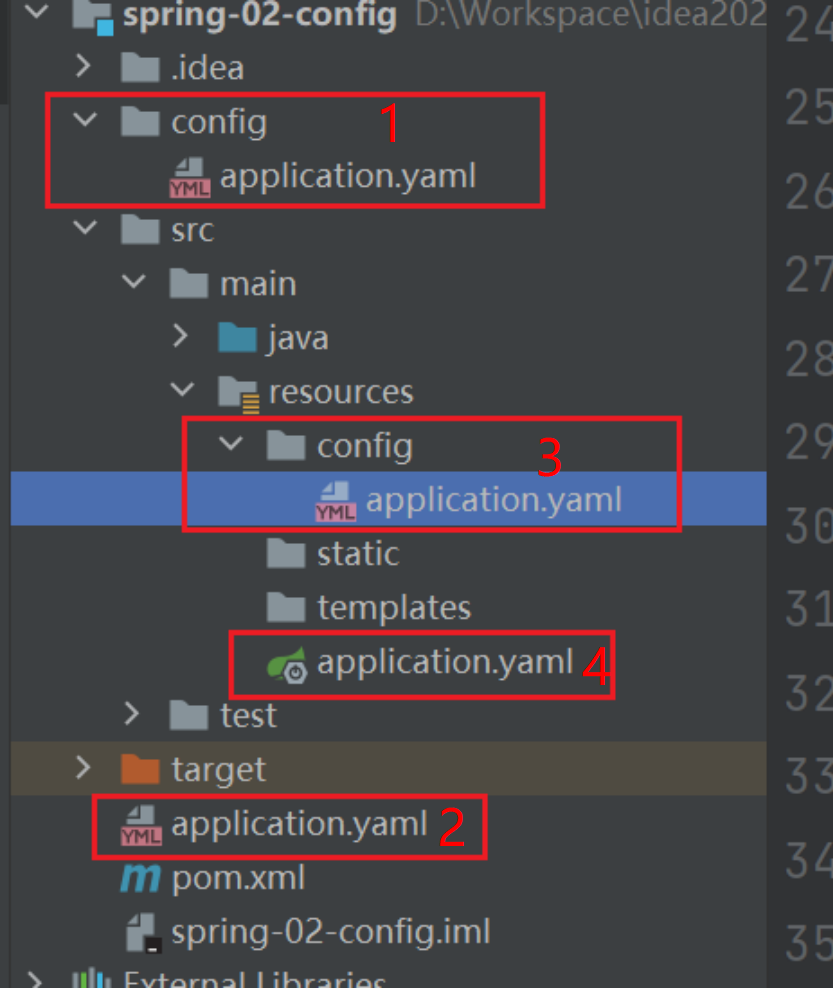 spring-02-config D:\Workspace\idea202
.idea
config 1
YML application.yaml
src
main
java
resources
config 3
YML application.yaml
static
templates
application.yaml 4
test
target
YML application.yaml 2
m pom.xml
spring-02-config.iml
External Libraries
24
25
26
27
28
29
30
31
32
33
34
35